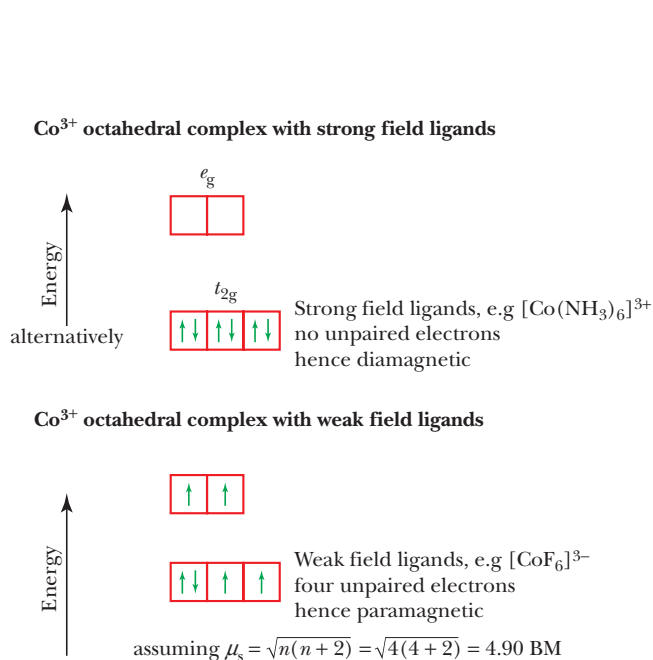 Co³⁺ octahedral complex with strong field ligands
e_g
Energy
t_2g
Strong field ligands, e.g [Co(NH₃)₆]³⁺
alternatively
no unpaired electrons
hence diamagnetic
Co³⁺ octahedral complex with weak field ligands
Energy
Weak field ligands, e.g [CoF₆]³⁻
four unpaired electrons
hence paramagnetic
assuming μₛ = √n(n + 2) = √4(4 + 2) = 4.90 BM